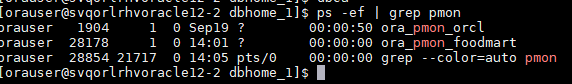 [orauser@svqorlrhvoracle12-2 dbhome_1]$ ps -ef | grep pmon
orauser   1904     1  0 Sep19 ?        00:00:50 ora_pmon_orcl
orauser  28178     1  0 14:01 ?        00:00:00 ora_pmon_foodmart
orauser  28854 21717  0 14:05 pts/0    00:00:00 grep --color=auto pmon
[orauser@svqorlrhvoracle12-2 dbhome_1]$